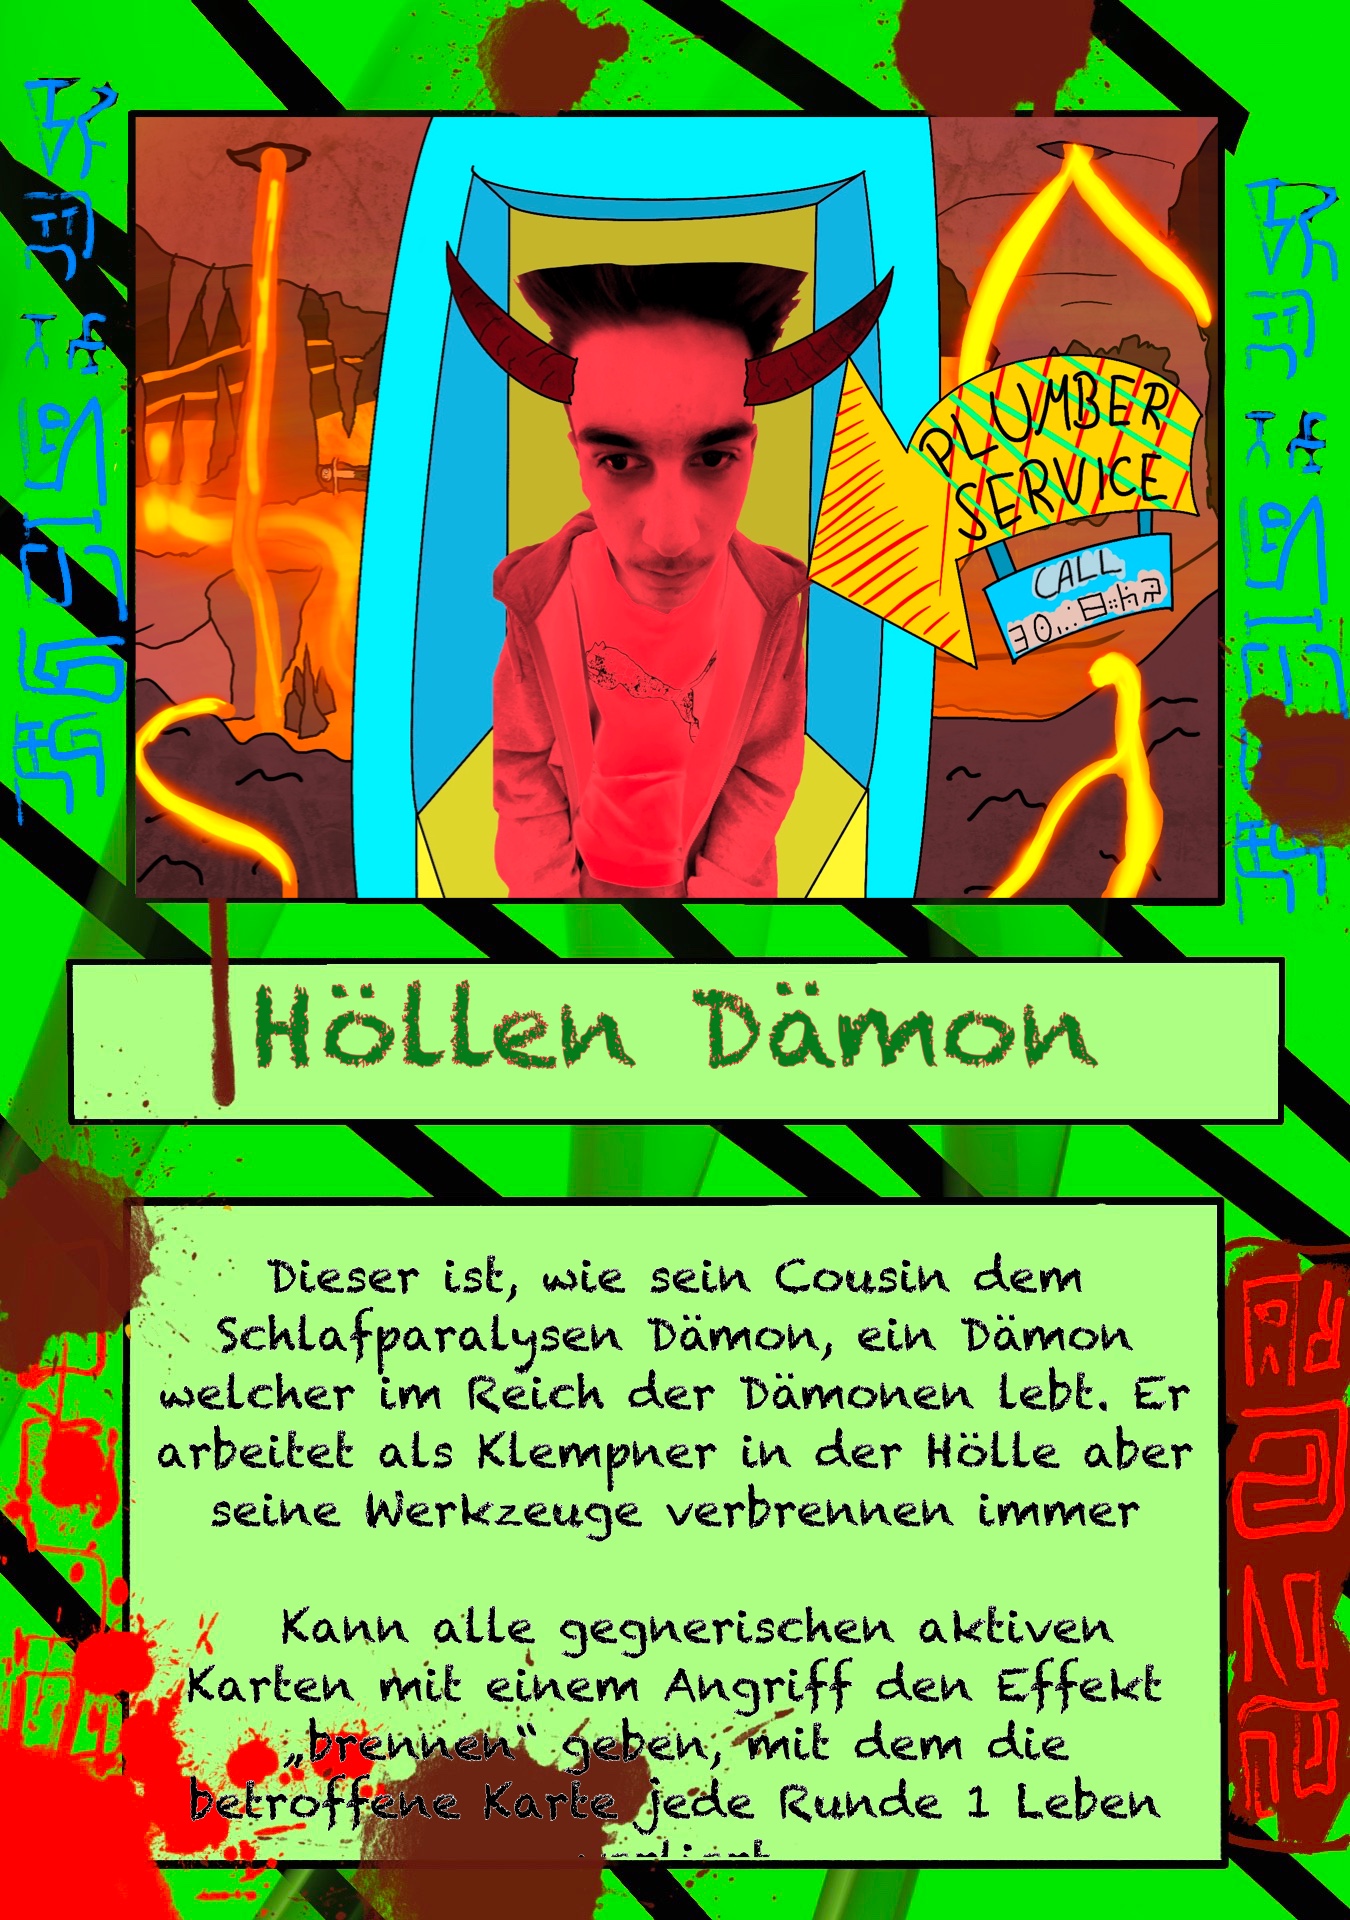 PLUMBER
SERVICE
CALL
Höllen Dämon
Dieser ist, wie sein Cousin dem
Schlafparalysen Dämon, ein Dämon
welcher im Reich der Dämonen lebt. Er
arbeitet als Klempner in der Hölle aber
seine Werkzeuge verbrennen immer
Kann alle gegnerischen aktiven
Karten mit einem Angriff den Effekt
„brennen“ geben, mit dem die
betroffene Karte jede Runde 1 Leben